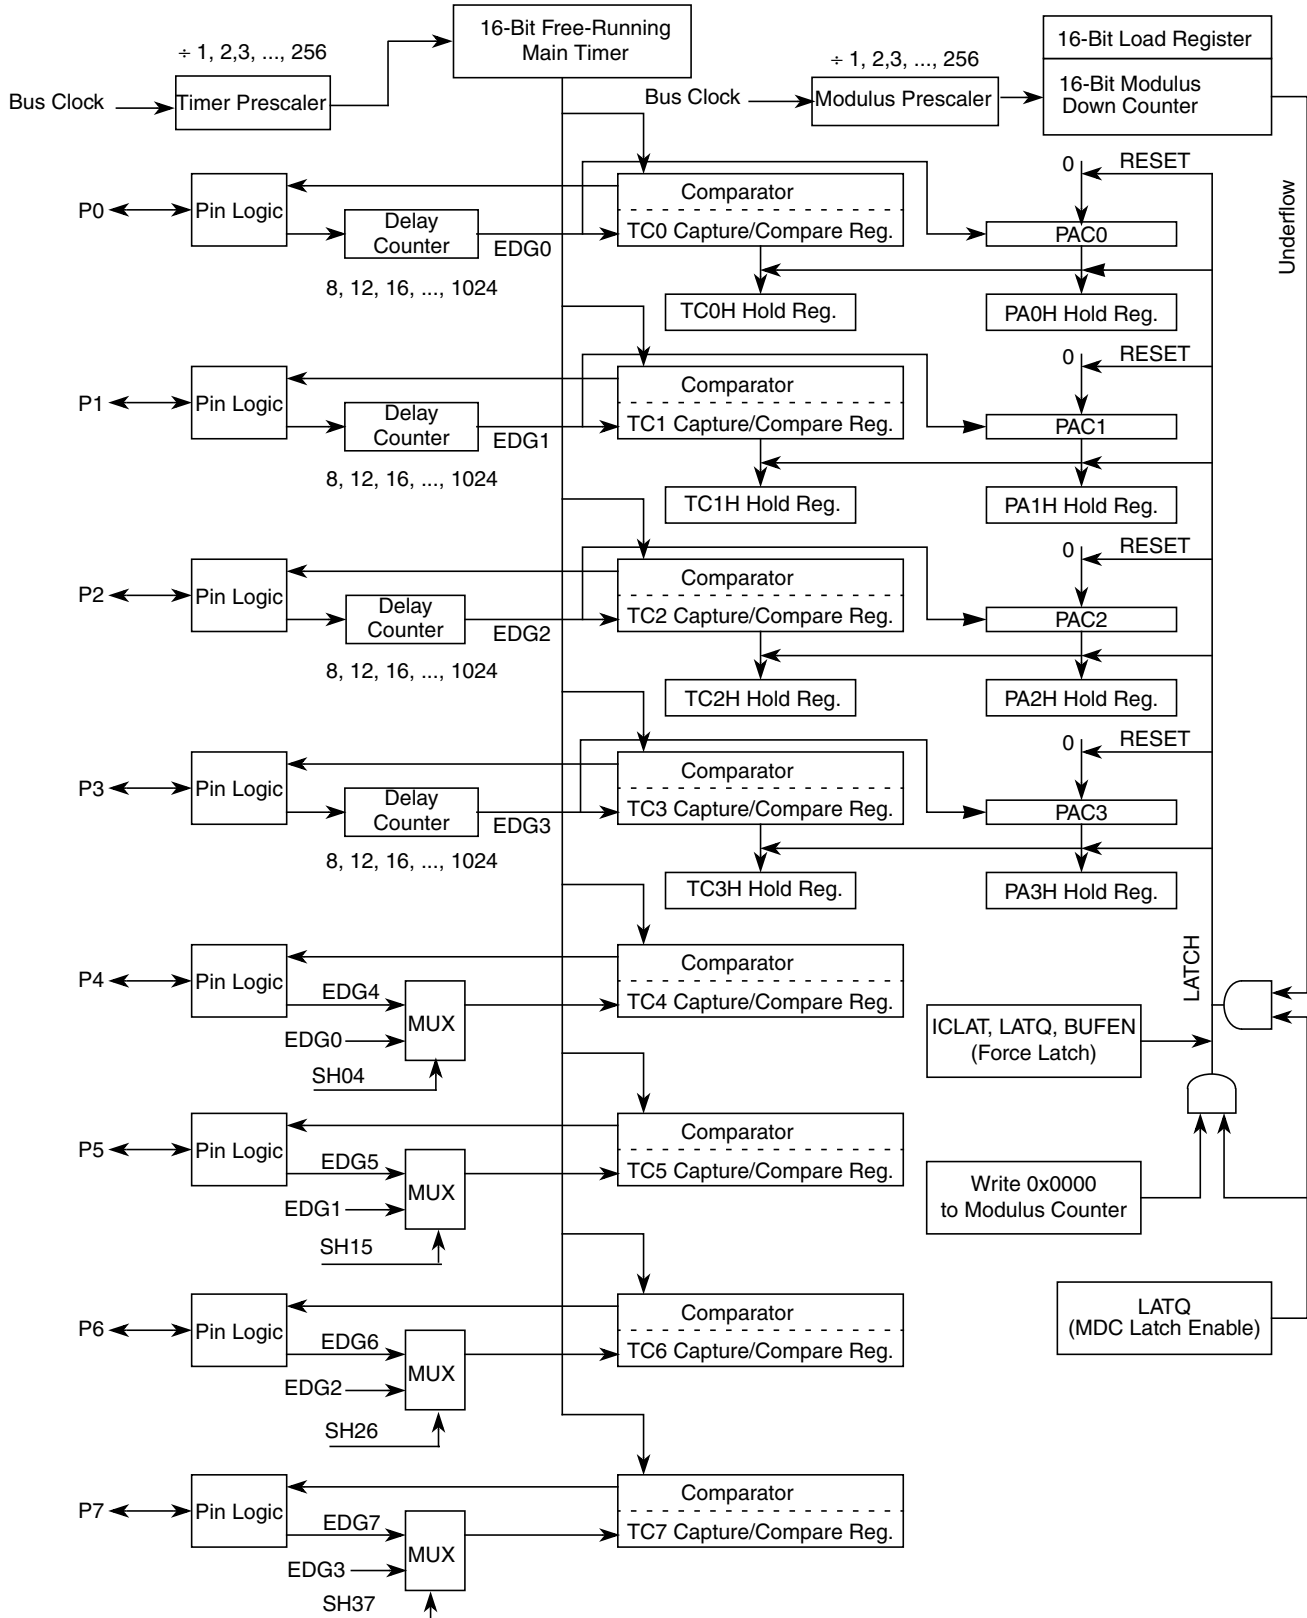 16-Bit Free-Running
Main Timer
16-Bit Load Register
÷ 1, 2,3, ..., 256
÷ 1, 2,3, ..., 256
16-Bit Modulus
Down Counter
Bus Clock
Timer Prescaler
Bus Clock
Modulus Prescaler
0
RESET
Underflow
P0
Pin Logic
Delay
Counter
EDG0
Comparator
TC0 Capture/Compare Reg.
PAC0
8, 12, 16, ..., 1024
TC0H Hold Reg.
PA0H Hold Reg.
0
RESET
P1
Pin Logic
Delay
Counter
EDG1
Comparator
TC1 Capture/Compare Reg.
PAC1
8, 12, 16, ..., 1024
TC1H Hold Reg.
PA1H Hold Reg.
0
RESET
P2
Pin Logic
Delay
Counter
EDG2
Comparator
TC2 Capture/Compare Reg.
PAC2
8, 12, 16, ..., 1024
TC2H Hold Reg.
PA2H Hold Reg.
0
RESET
P3
Pin Logic
Delay
Counter
EDG3
Comparator
TC3 Capture/Compare Reg.
PAC3
8, 12, 16, ..., 1024
TC3H Hold Reg.
PA3H Hold Reg.
LATCH
P4
Pin Logic
EDG4
EDG0
MUX
SH04
Comparator
TC4 Capture/Compare Reg.
ICLAT, LATQ, BUFEN
(Force Latch)
P5
Pin Logic
EDG5
EDG1
MUX
SH15
Comparator
TC5 Capture/Compare Reg.
Write 0x0000
to Modulus Counter
P6
Pin Logic
EDG6
EDG2
MUX
SH26
Comparator
TC6 Capture/Compare Reg.
LATQ
(MDC Latch Enable)
P7
Pin Logic
EDG7
EDG3
MUX
SH37
Comparator
TC7 Capture/Compare Reg.